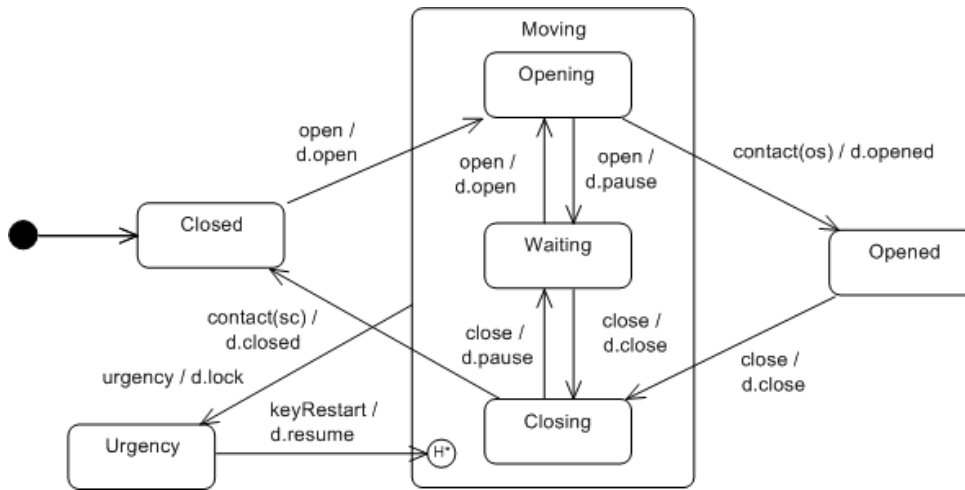 Moving
Opening
open /
d.open
contact(os) / d.opened
open /
d.open
open /
d.pause
Closed
Waiting
Opened
contact(sc) /
d.closed
close /
d.pause
close /
d.close
close /
d.close
urgency / d.lock
keyRestart /
d.resume
Closing
Urgency
H*